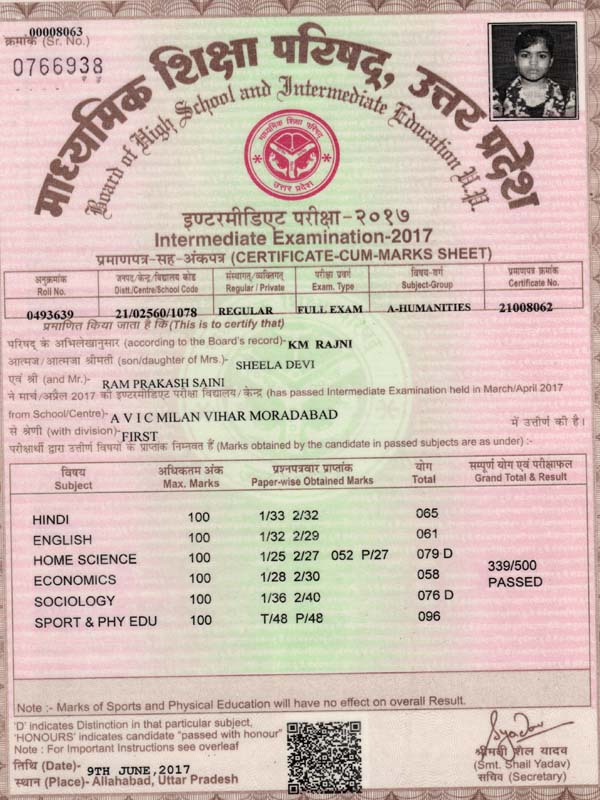 00008063
क्रमांक (Sr. No.)
0766938
माध्यमिक शिक्षा परिषद्, उत्तर प्रदेश
Board of High School and Intermediate Education U.P.
माध्यमिक शिक्षा परिषद्
उत्तर प्रदेश
इण्टरमीडिएट परीक्षा-२०१७
Intermediate Examination-2017
प्रमाणपत्र-सह-अंकपत्र (CERTIFICATE-CUM-MARKS SHEET)
अनुक्रमांक जनपद/केन्द्र/विद्यालय कोड संस्थागत/व्यक्तिगत परीक्षा प्रवर्ग विषय-वर्ग प्रमाणपत्र क्रमांक
Roll No. Distt./Centre/School Code Regular / Private Exam. Type Subject-Group Certificate No.
0493639 21/02560/1078 REGULAR FULL EXAM A-HUMANITIES 21008062
प्रमाणित किया जाता है कि (This is to certify that)
परिषद् के अभिलेखानुसार (according to the Board's record)- KM RAJNI
आत्मज/आत्मजा श्रीमती (son/daughter of Mrs.)- SHEELA DEVI
एवं श्री (and Mr.)- RAM PRAKASH SAINI
ने मार्च/अप्रैल 2017 की इण्टरमीडिएट परीक्षा विद्यालय/केन्द्र (has passed Intermediate Examination held in March/April 2017
from School/Centre)- A V I C MILAN VIHAR MORADABAD
से श्रेणी (with division)- FIRST में उत्तीर्ण की है।
परीक्षार्थी द्वारा उत्तीर्ण विषयों के प्राप्तांक निम्नवत हैं (Marks obtained by the candidate in passed subjects are as under) :-
विषय अधिकतम अंक प्रश्नपत्रवार प्राप्तांक योग सम्पूर्ण योग एवं परीक्षाफल
Subject Max. Marks Paper-wise Obtained Marks Total Grand Total & Result
HINDI 100 1/33 2/32 065
ENGLISH 100 1/32 2/29 061
HOME SCIENCE 100 1/25 2/27 052 P/27 079 D
339/500
ECONOMICS 100 1/28 2/30 058
PASSED
SOCIOLOGY 100 1/36 2/40 076 D
SPORT & PHY EDU 100 T/48 P/48 096
Note :- Marks of Sports and Physical Education will have no effect on overall Result.
'D' indicates Distinction in that particular subject,
'HONOURS' indicates candidate "passed with honour"
Note : For Important Instructions see overleaf
तिथि (Date)- 9TH JUNE,2017
स्थान (Place)- Allahabad, Uttar Pradesh
श्रीमती शैल यादव
(Smt. Shail Yadav)
सचिव (Secretary)